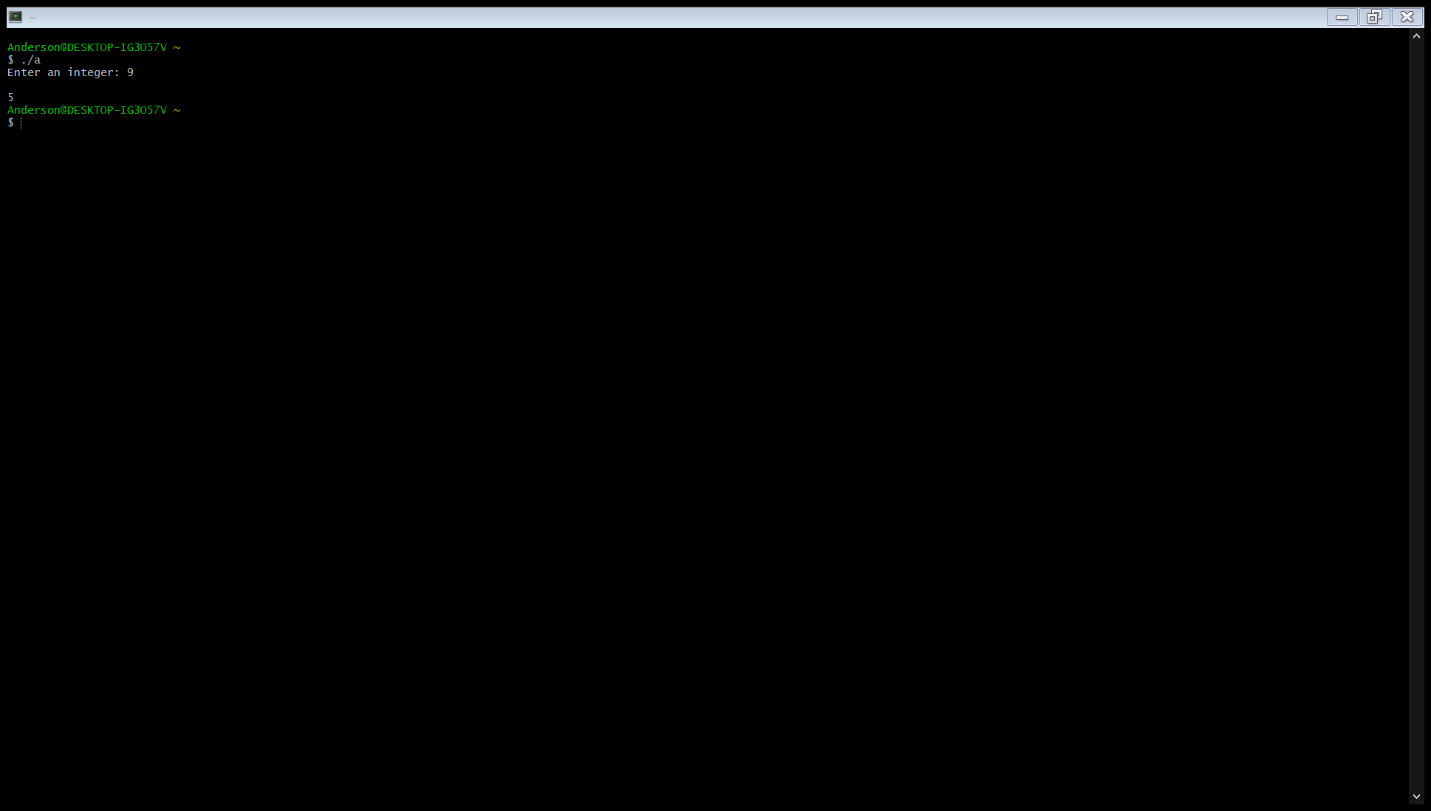 ~
Anderson@DESKTOP-IG3O57V ~
$ ./a
Enter an integer: 9
5
Anderson@DESKTOP-IG3O57V ~
$